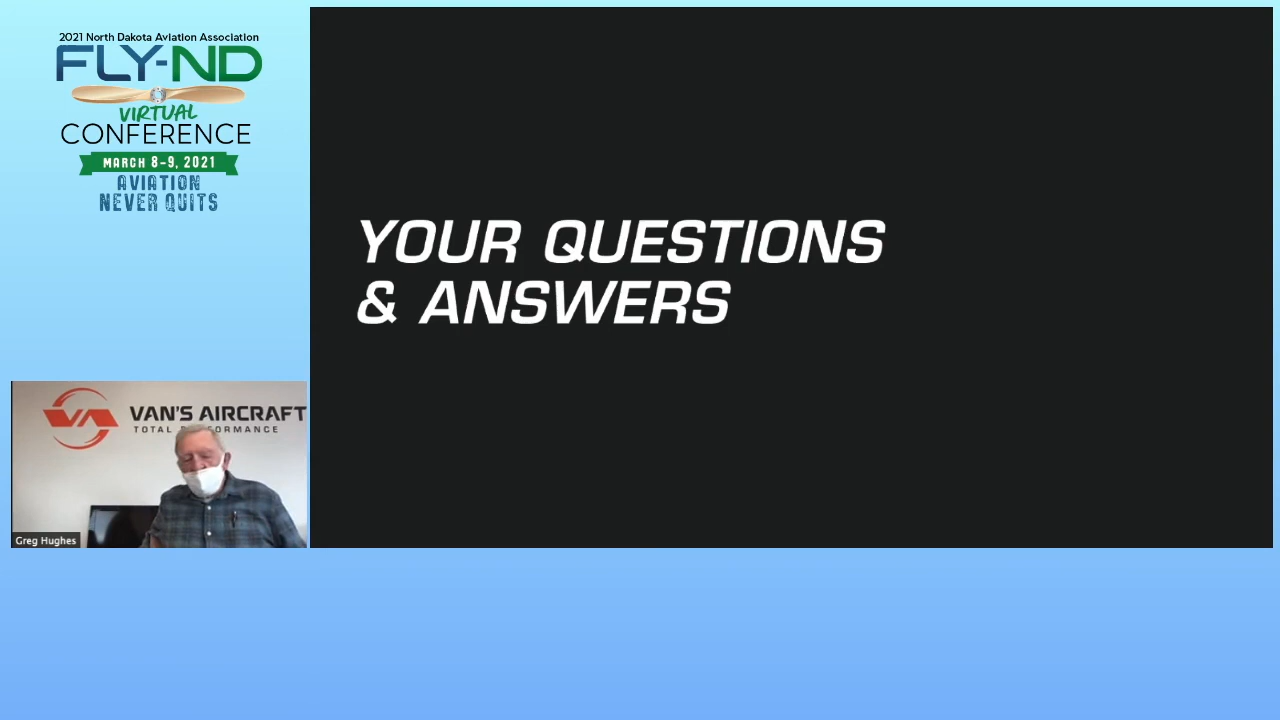 2021 North Dakota Aviation Association
FLY-ND
VIRTUAL
CONFERENCE
MARCH 8-9, 2021
AVIATION
NEVER QUITS
YOUR QUESTIONS
& ANSWERS
VAN'S AIRCRAFT
TOTAL
Greg Hughes